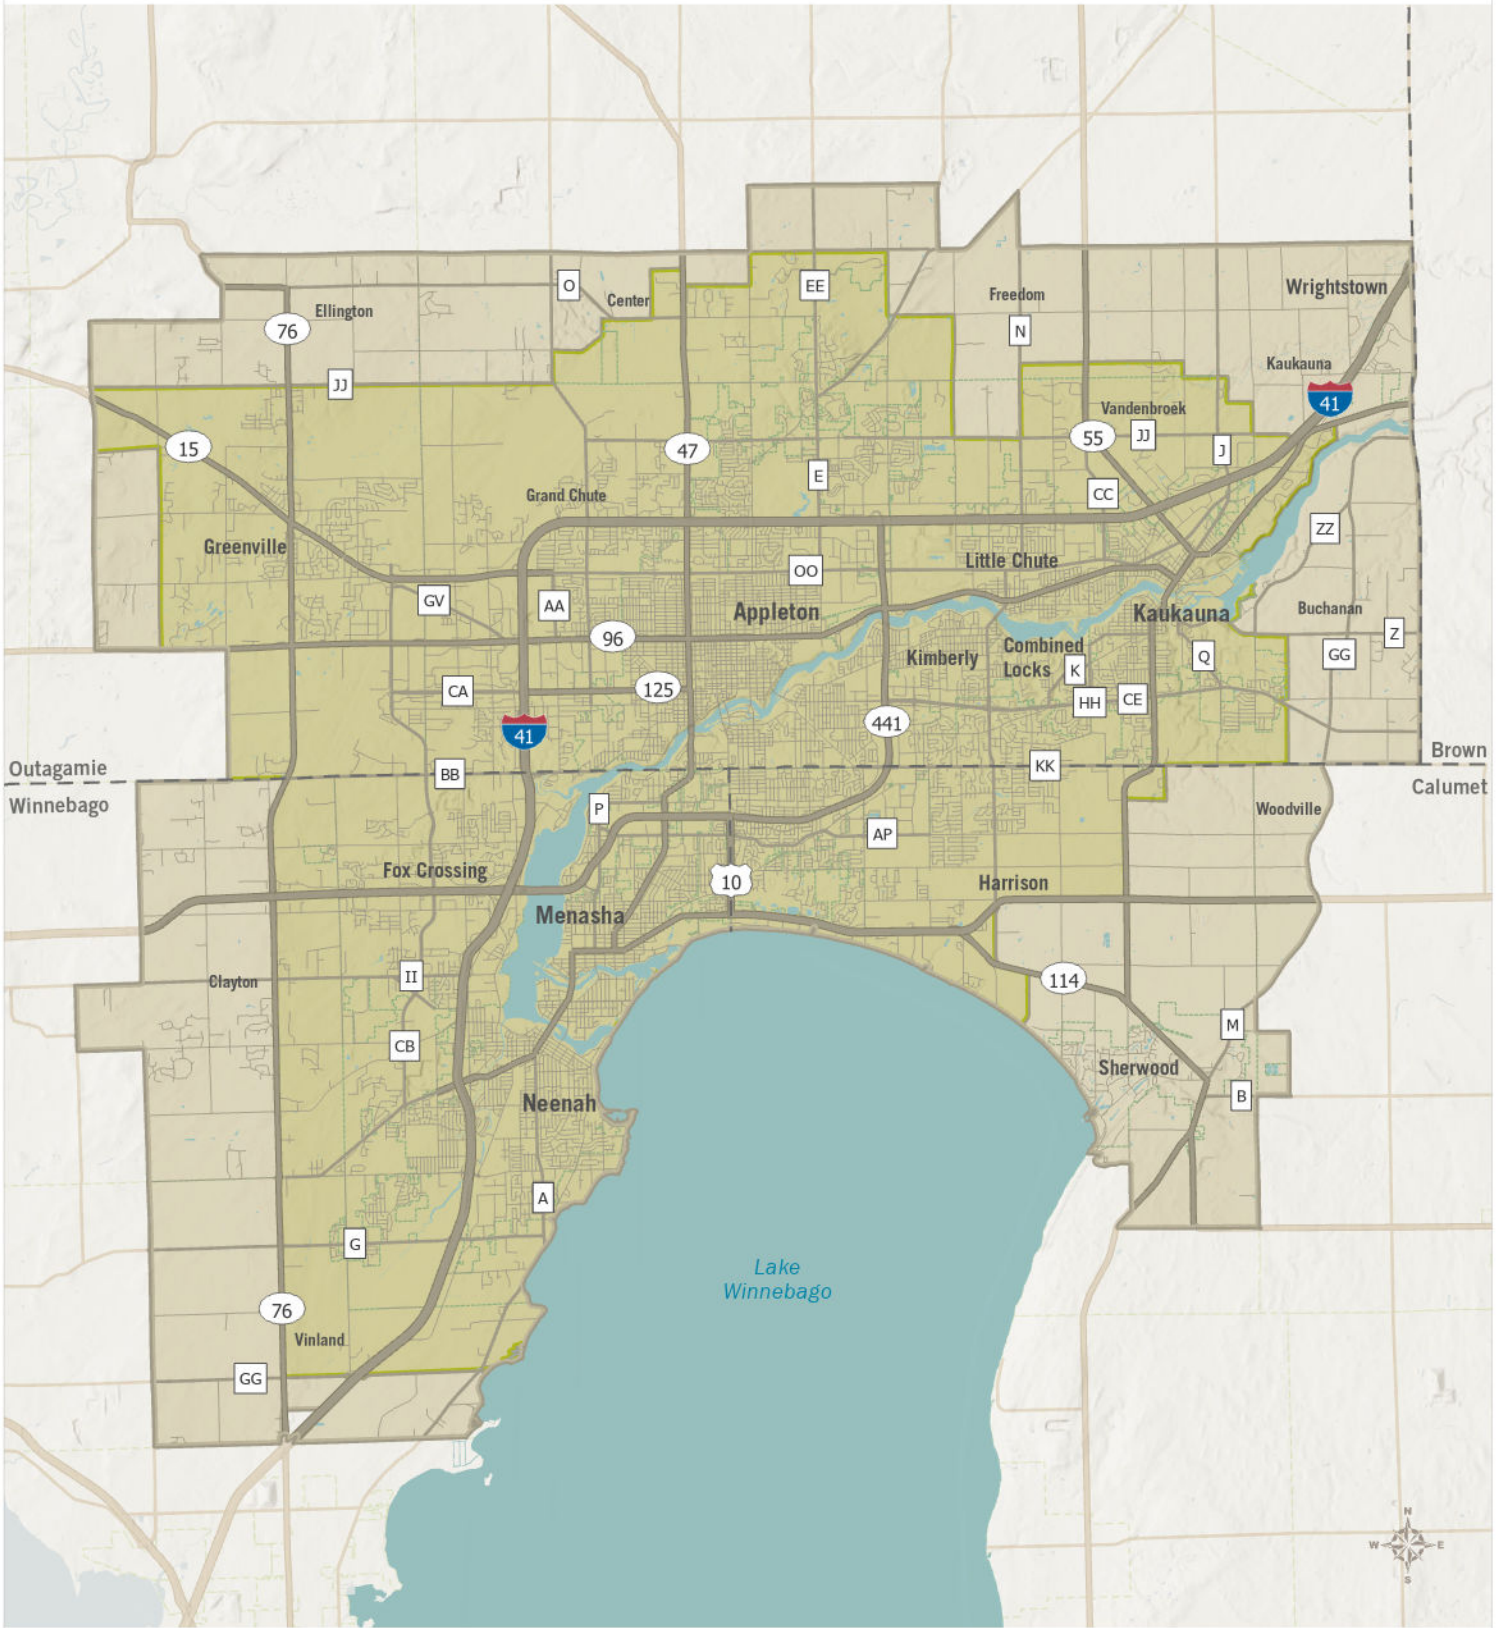 EE
Wrightstown
O
Center
Freedom
Ellington
76
N
Kaukauna
JJ
41
Vandenbroek
15
47
55
JJ
J
E
CC
Grand Chute
ZZ
Greenville
Little Chute
OO
GV
AA
Appleton
Kaukauna
Buchanan
96
Z
Combined
Locks
Kimberly
K
Q
GG
CA
125
HH
CE
441
41
Brown
Outagamie
BB
KK
Calumet
Winnebago
P
Woodville
AP
Fox Crossing
10
Harrison
Menasha
Clayton
II
114
M
CB
Sherwood
B
Neenah
A
G
Lake
Winnebago
76
Vinland
GG
N
W
E
S